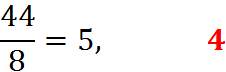 44/8 = 5, 4